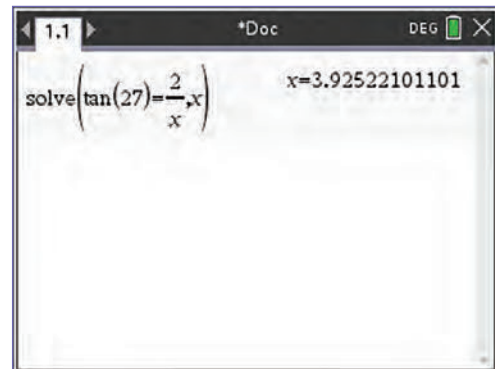 1.1 *Doc DEG
solve(tan(27)=2/x,x) x=3.92522101101